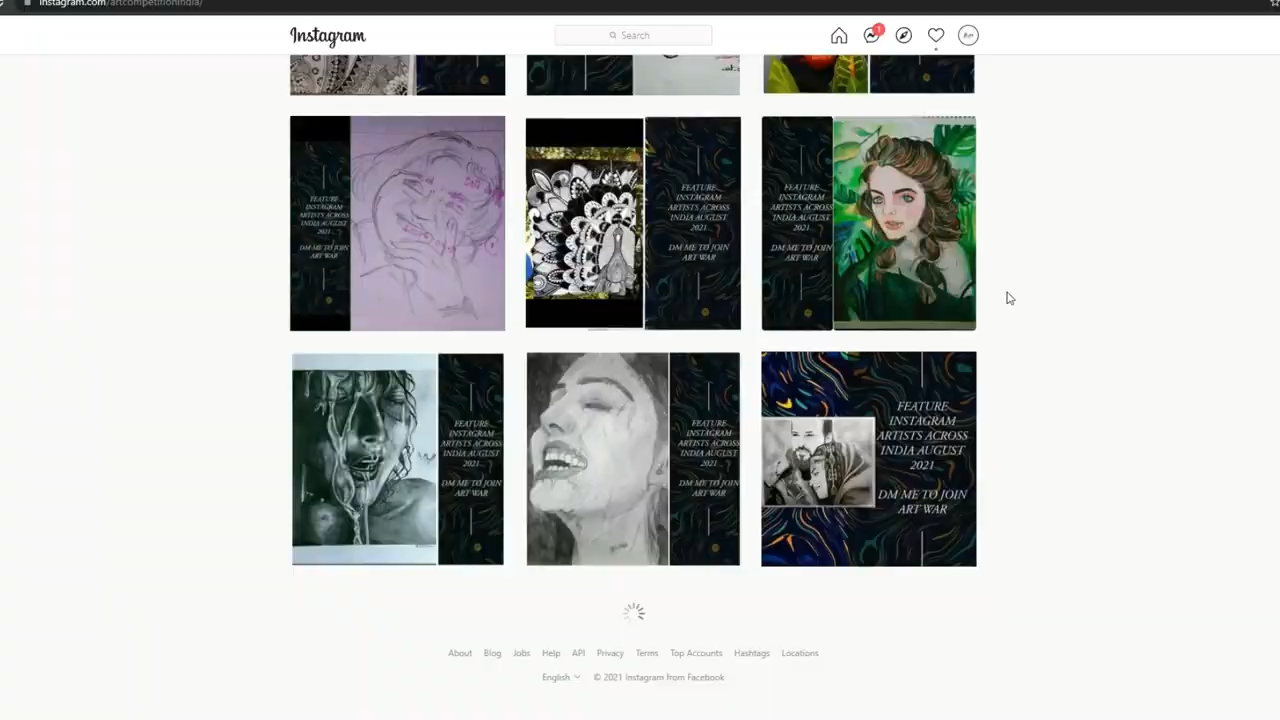 instagram.com/artcompetitionindia/
Instagram
Search
1
FEATURE
INSTAGRAM
ARTISTS ACROSS
INDIA AUGUST
2021
DM ME TO JOIN
ART WAR
FEATURE
INSTAGRAM
ARTISTS ACROSS
INDIA AUGUST
2021
DM ME TO JOIN
ART WAR
FEATURE
INSTAGRAM
ARTISTS ACROSS
INDIA AUGUST
2021
DM ME TO JOIN
ART WAR
FEATURE
INSTAGRAM
ARTISTS ACROSS
INDIA AUGUST
2021
DM ME TO JOIN
ART WAR
FEATURE
INSTAGRAM
ARTISTS ACROSS
INDIA AUGUST
2021
DM ME TO JOIN
ART WAR
FEATURE
INSTAGRAM
ARTISTS ACROSS
INDIA AUGUST
2021
DM ME TO JOIN
ART WAR
About Blog Jobs Help API Privacy Terms Top Accounts Hashtags Locations
English © 2021 Instagram from Facebook